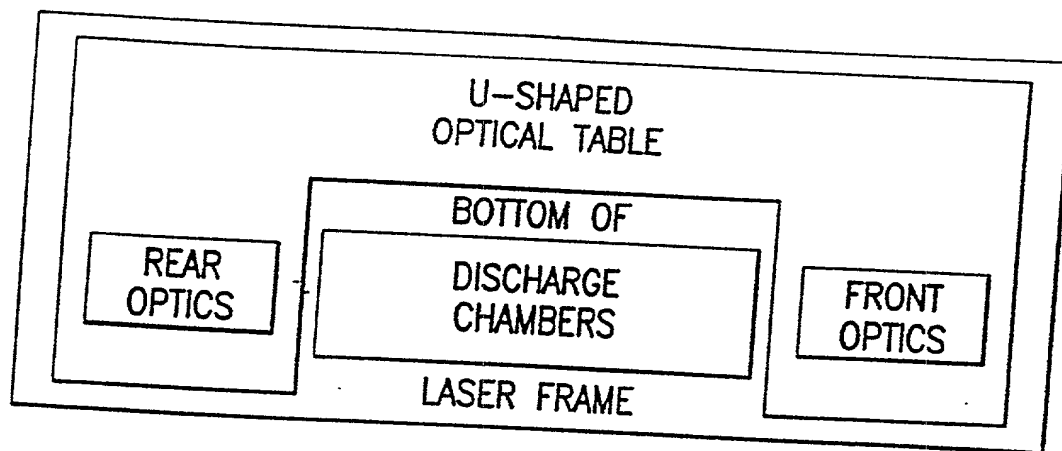 U-SHAPED
OPTICAL TABLE
BOTTOM OF
REAR
OPTICS
DISCHARGE
CHAMBERS
FRONT
OPTICS
LASER FRAME